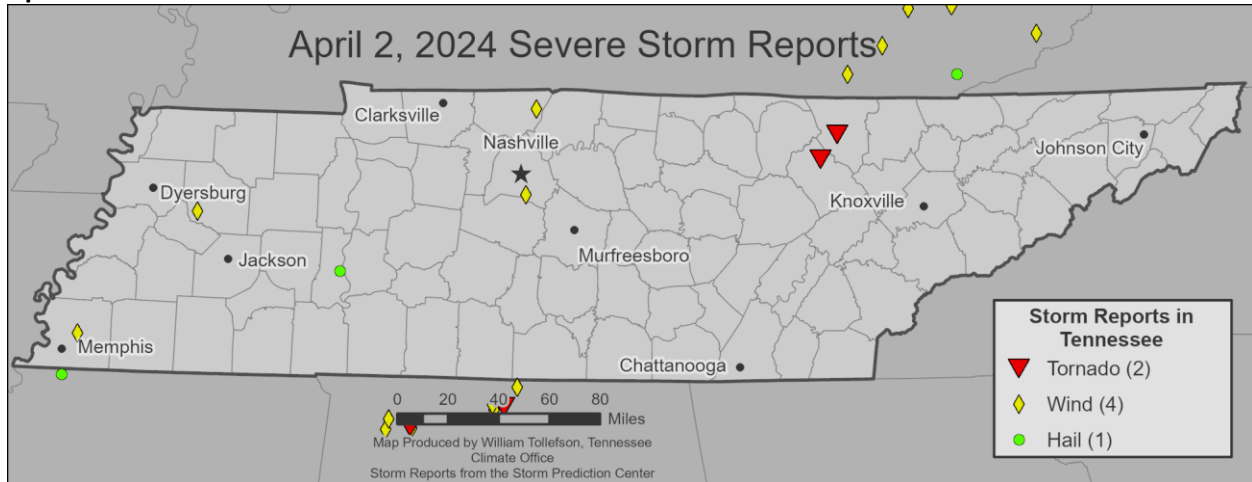 April 2, 2024 Severe Storm Reports
Clarksville
Nashville
Johnson City
Dyersburg
Knoxville
Murfreesboro
Jackson
Memphis
Chattanooga
Storm Reports in
Tennessee
Tornado (2)
Wind (4)
Hail (1)
0 20 40 60 80
Miles
Map Produced by William Tollefson, Tennessee
Climate Office
Storm Reports from the Storm Prediction Center